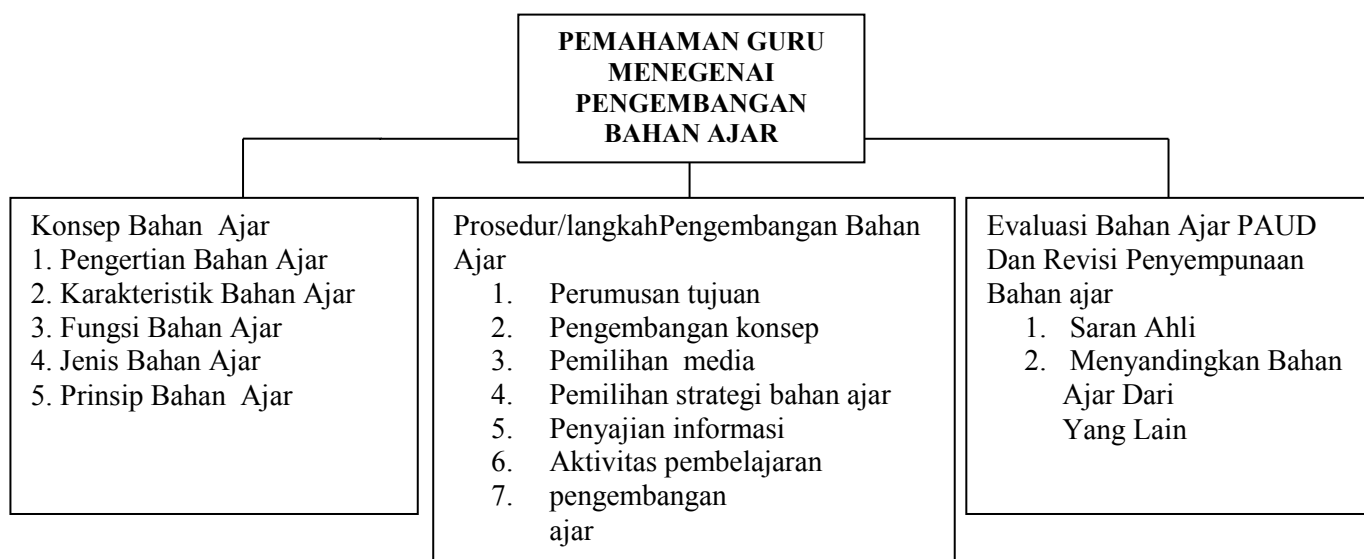 PEMAHAMAN GURU
MENEGENAI
PENGEMBANGAN
BAHAN AJAR
Konsep Bahan Ajar
1. Pengertian Bahan Ajar
2. Karakteristik Bahan Ajar
3. Fungsi Bahan Ajar
4. Jenis Bahan Ajar
5. Prinsip Bahan Ajar
Prosedur/langkahPengembangan Bahan
Ajar
1. Perumusan tujuan
2. Pengembangan konsep
3. Pemilihan media
4. Pemilihan strategi bahan ajar
5. Penyajian informasi
6. Aktivitas pembelajaran
7. pengembangan
ajar
Evaluasi Bahan Ajar PAUD
Dan Revisi Penyempunaan
Bahan ajar
1. Saran Ahli
2. Menyandingkan Bahan
Ajar Dari
Yang Lain